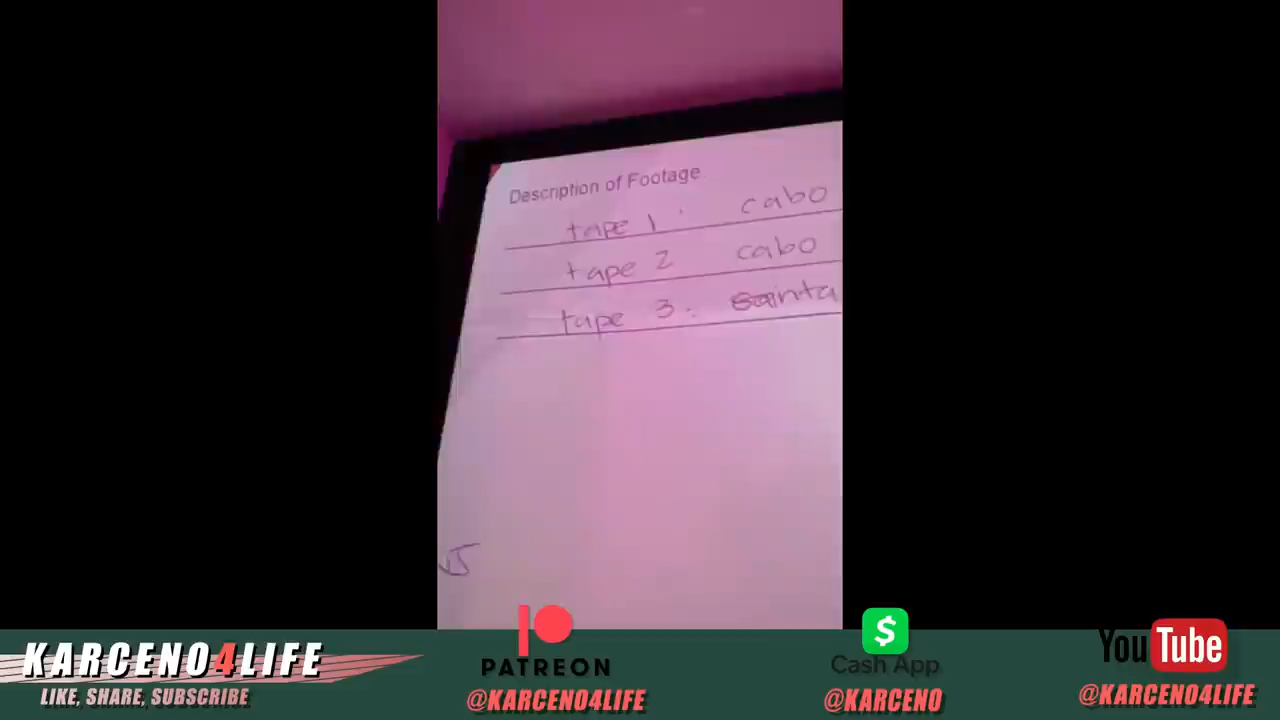 Description of Footage
tape 1. cabo
tape 2 cabo
tape 3. Santa
KARCENO4LIFE
LIKE, SHARE, SUBSCRIBE
PATREON
@KARCENO4LIFE
$
Cash App
@KARCENO
YouTube
@KARCENO4LIFE